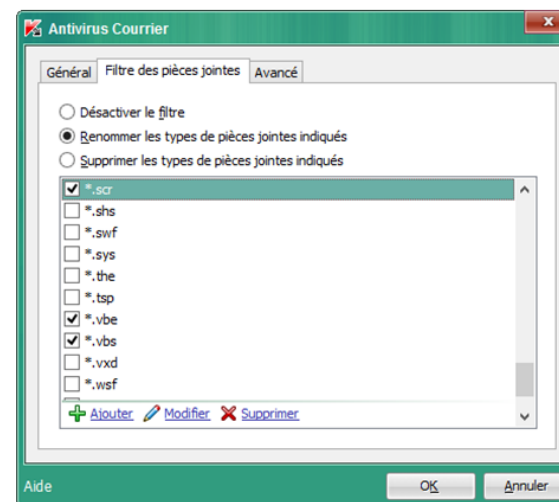 Antivirus Courrier
Général Filtre des pièces jointes Avancé
Désactiver le filtre
Renommer les types de pièces jointes indiqués
Supprimer les types de pièces jointes indiqués
*.scr
*.shs
*.swf
*.sys
*.the
*.tsp
*.vbe
*.vbs
*.vxd
*.wsf
Ajouter Modifier Supprimer
Aide OK Annuler